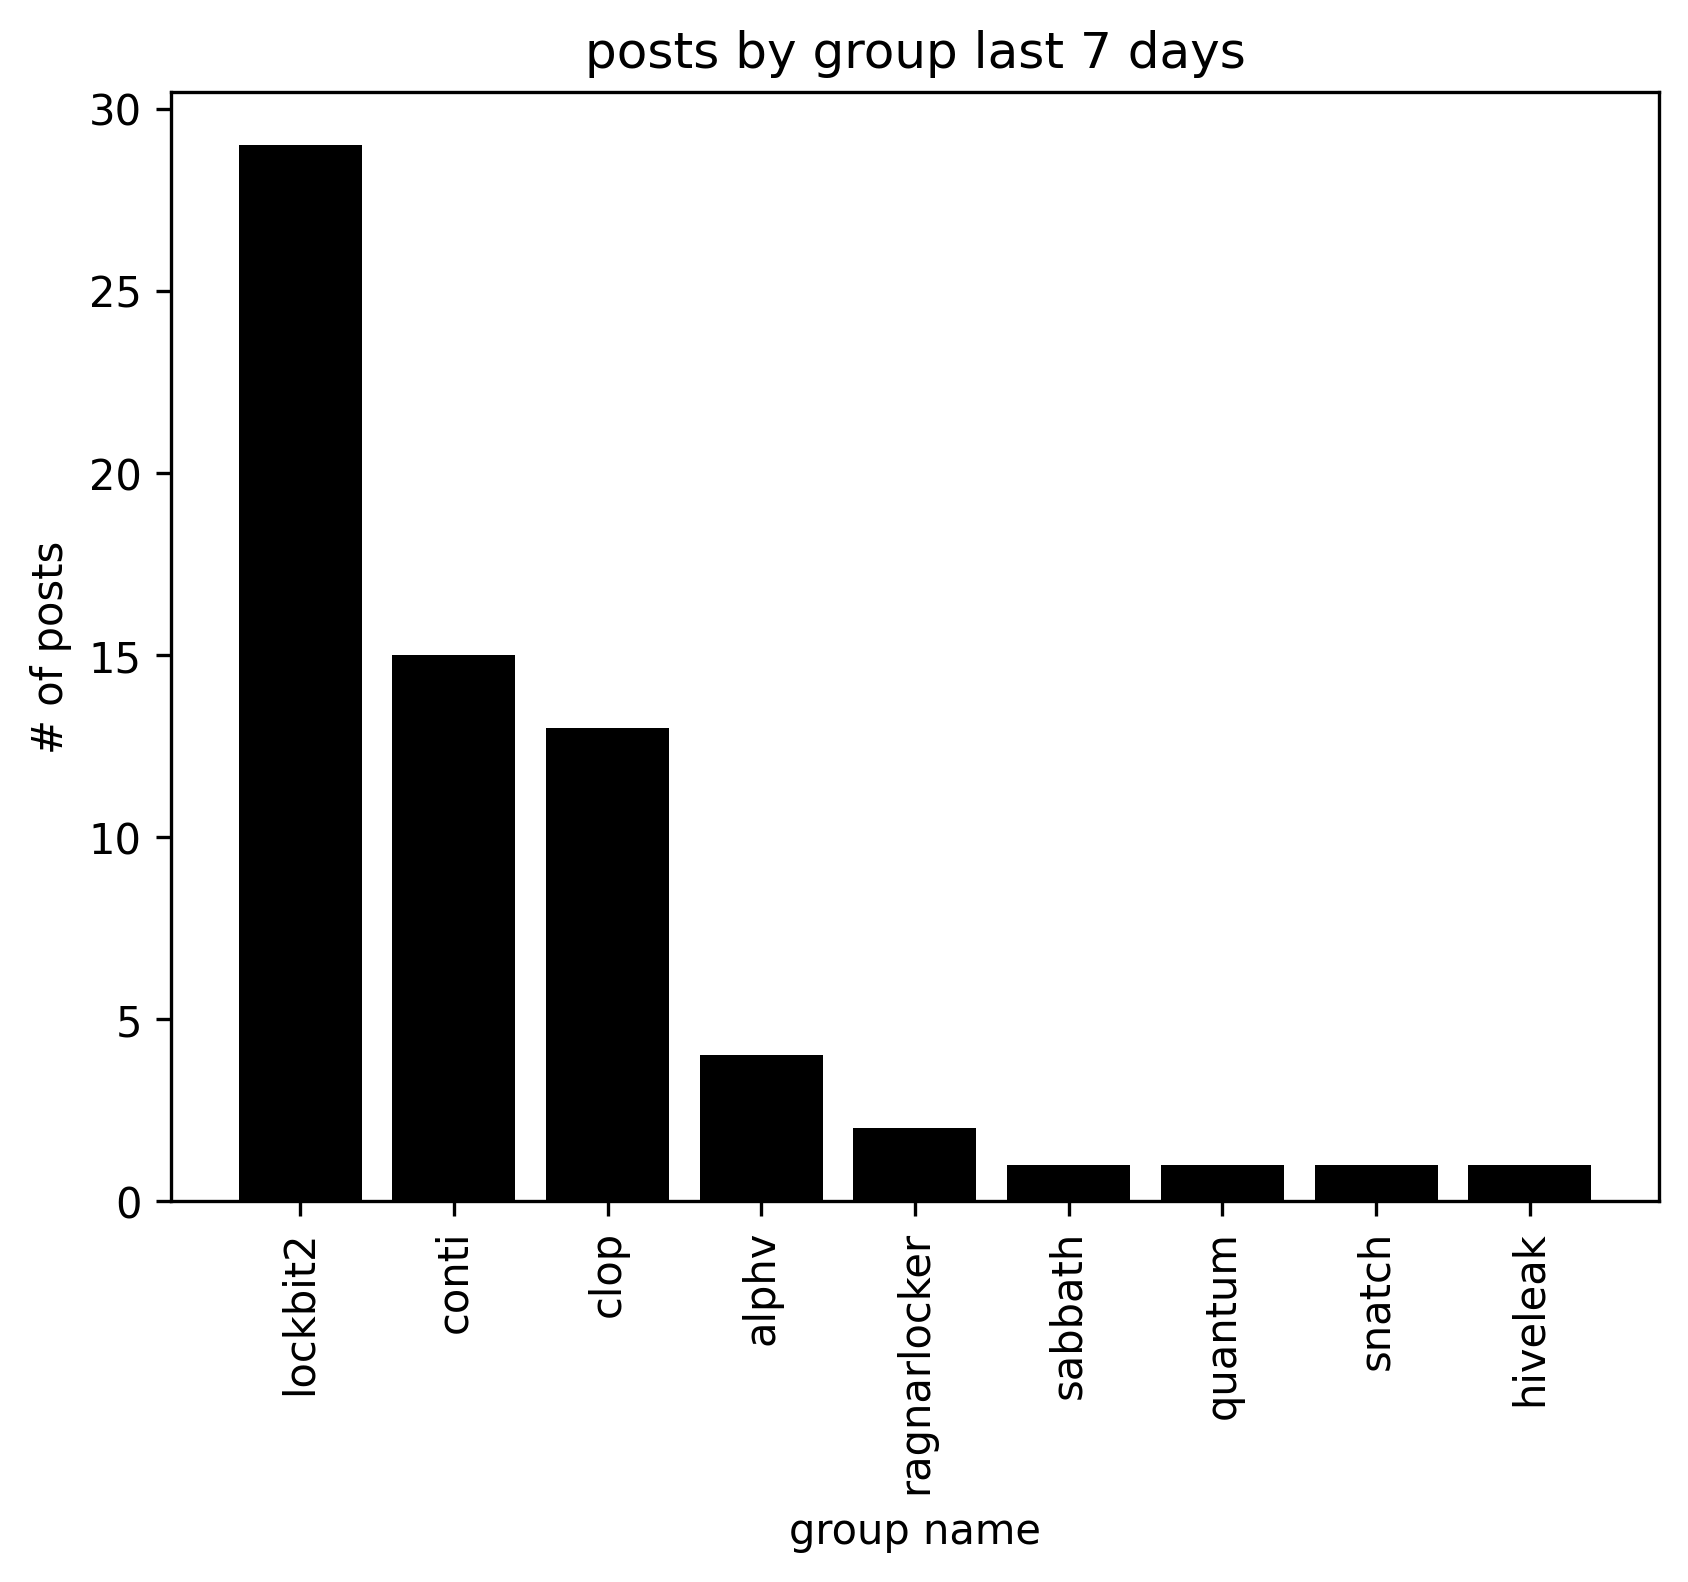 posts by group last 7 days
30
25
20
15
10
5
0
# of posts
lockbit2
conti
clop
alphv
ragnarlocker
sabbath
quantum
snatch
hiveleak
group name